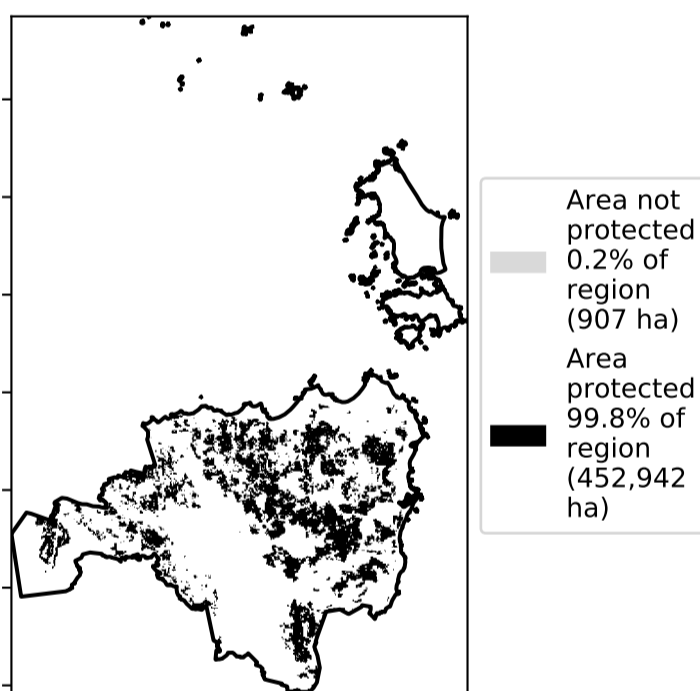 Area not
protected
0.2% of
region
(907 ha)
Area
protected
99.8% of
region
(452,942
ha)